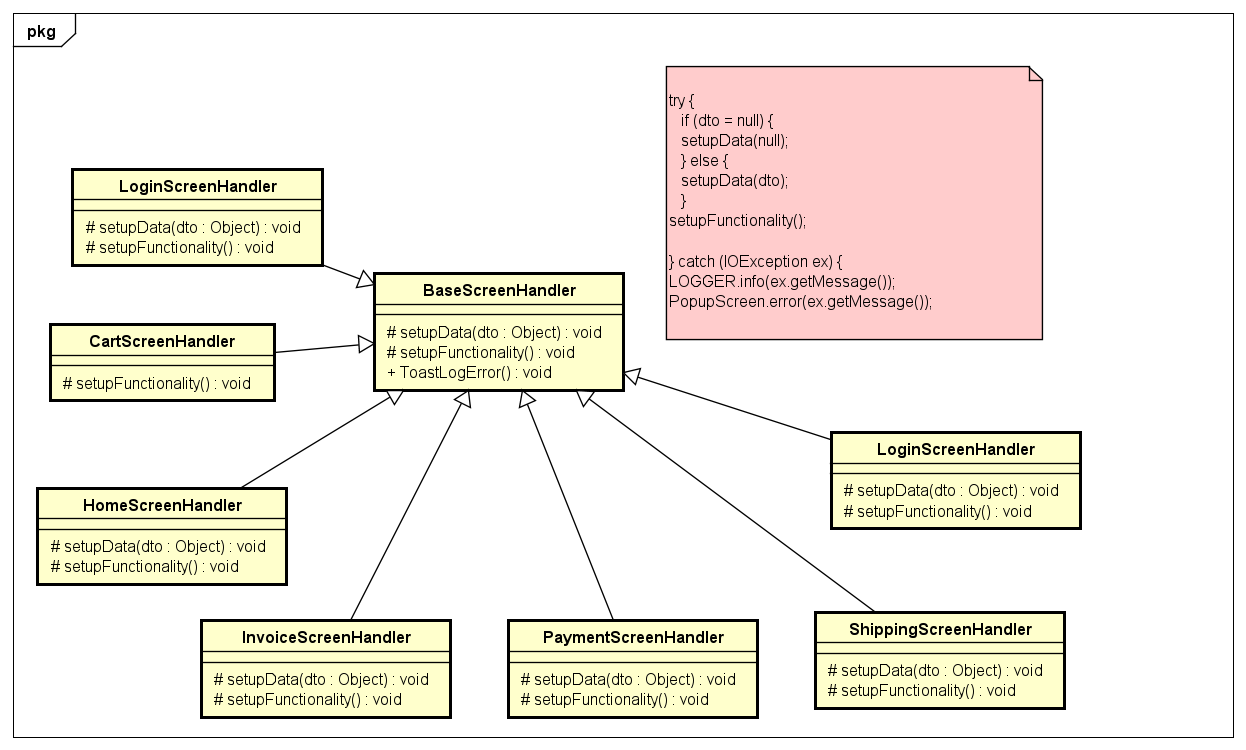 pkg
try {
if (dto = null) {
setupData(null);
} else {
setupData(dto);
}
setupFunctionality();
} catch (IOException ex) {
LOGGER.info(ex.getMessage());
PopupScreen.error(ex.getMessage());
LoginScreenHandler
# setupData(dto : Object) : void
# setupFunctionality() : void
BaseScreenHandler
# setupData(dto : Object) : void
# setupFunctionality() : void
+ ToastLogError() : void
CartScreenHandler
# setupFunctionality() : void
LoginScreenHandler
# setupData(dto : Object) : void
# setupFunctionality() : void
HomeScreenHandler
# setupData(dto : Object) : void
# setupFunctionality() : void
InvoiceScreenHandler
# setupData(dto : Object) : void
# setupFunctionality() : void
PaymentScreenHandler
# setupData(dto : Object) : void
# setupFunctionality() : void
ShippingScreenHandler
# setupData(dto : Object) : void
# setupFunctionality() : void